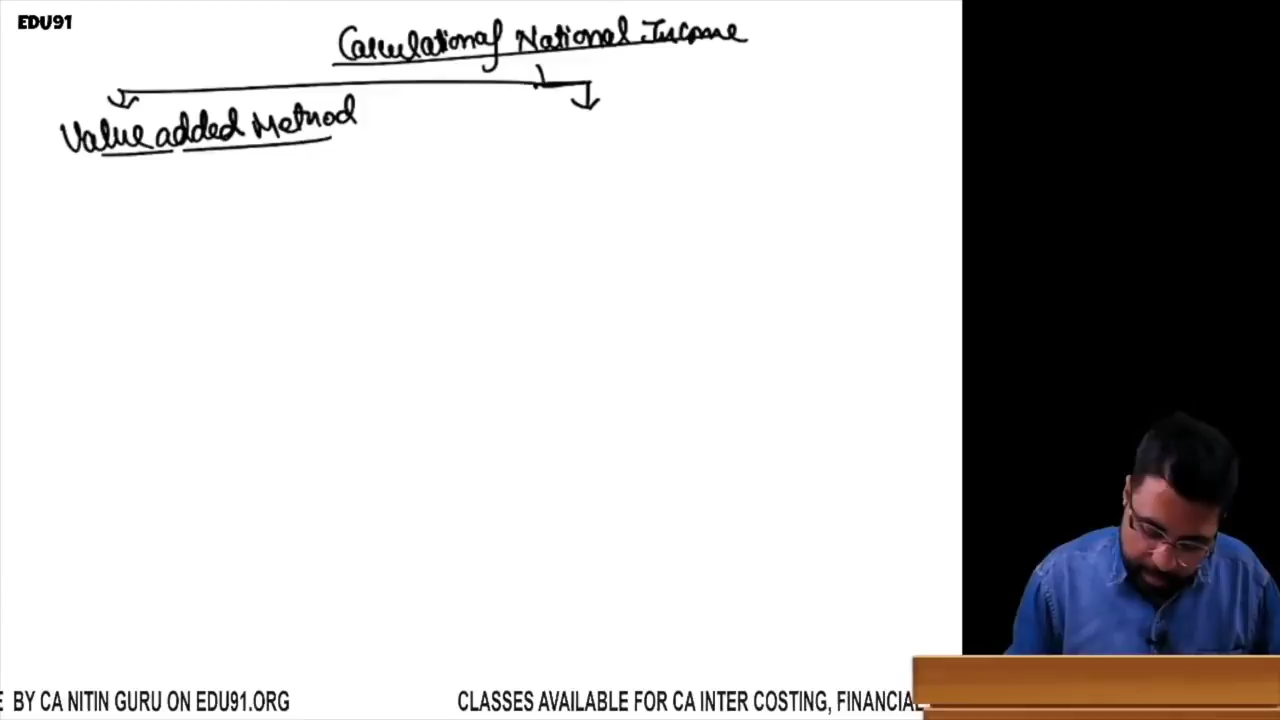 EDU91
Calculation of National Income
Value added Method
E BY CA NITIN GURU ON EDU91.ORG
CLASSES AVAILABLE FOR CA INTER COSTING, FINANCIAL